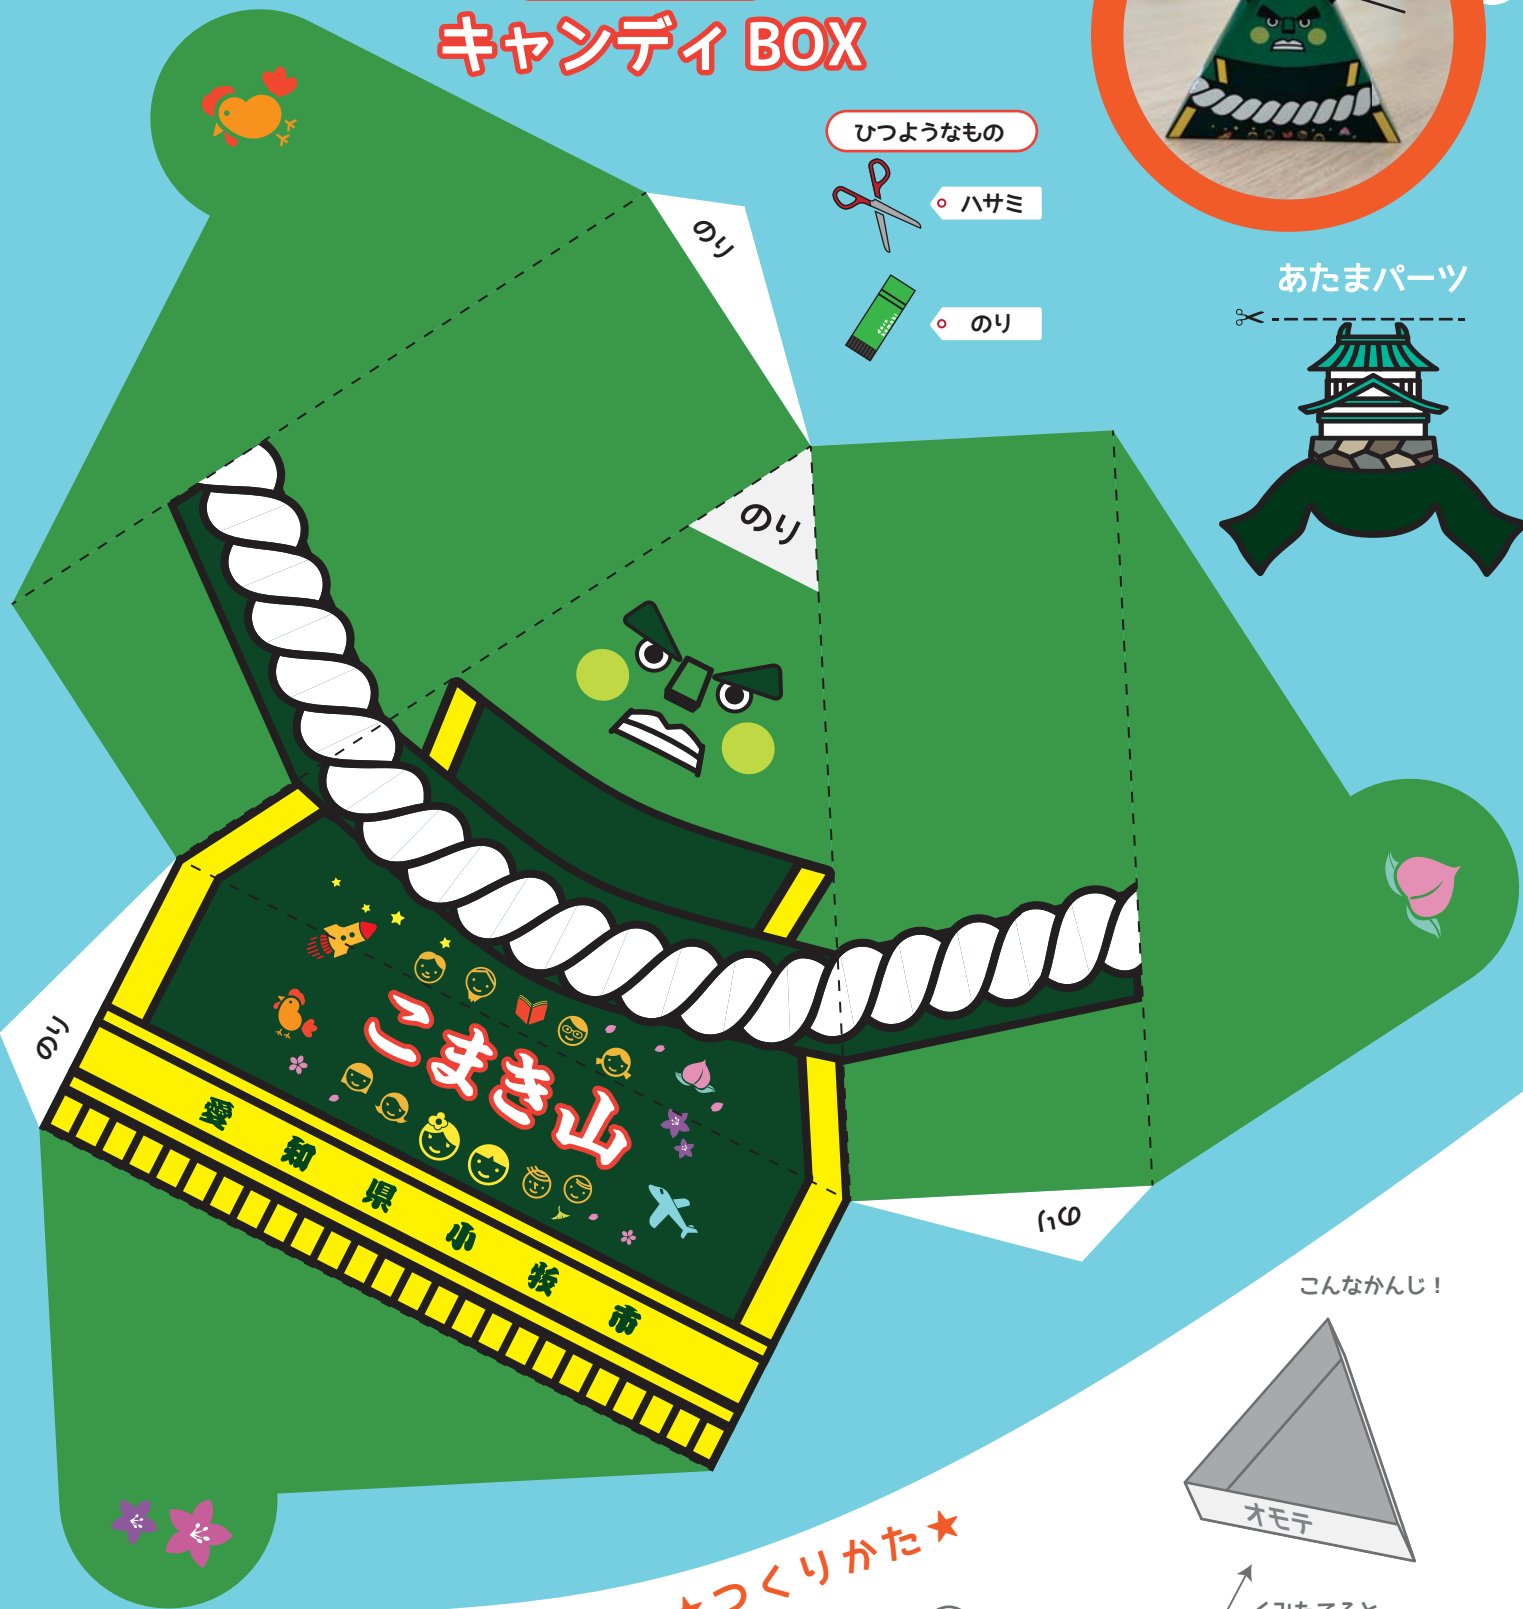 キャンディ BOX
ひつようなもの
ハサミ
のり
あたまパーツ
のり
のり
のり
のり
こまき山
愛知県小牧市
こんなかんじ！
オモテ
★つくりかた★